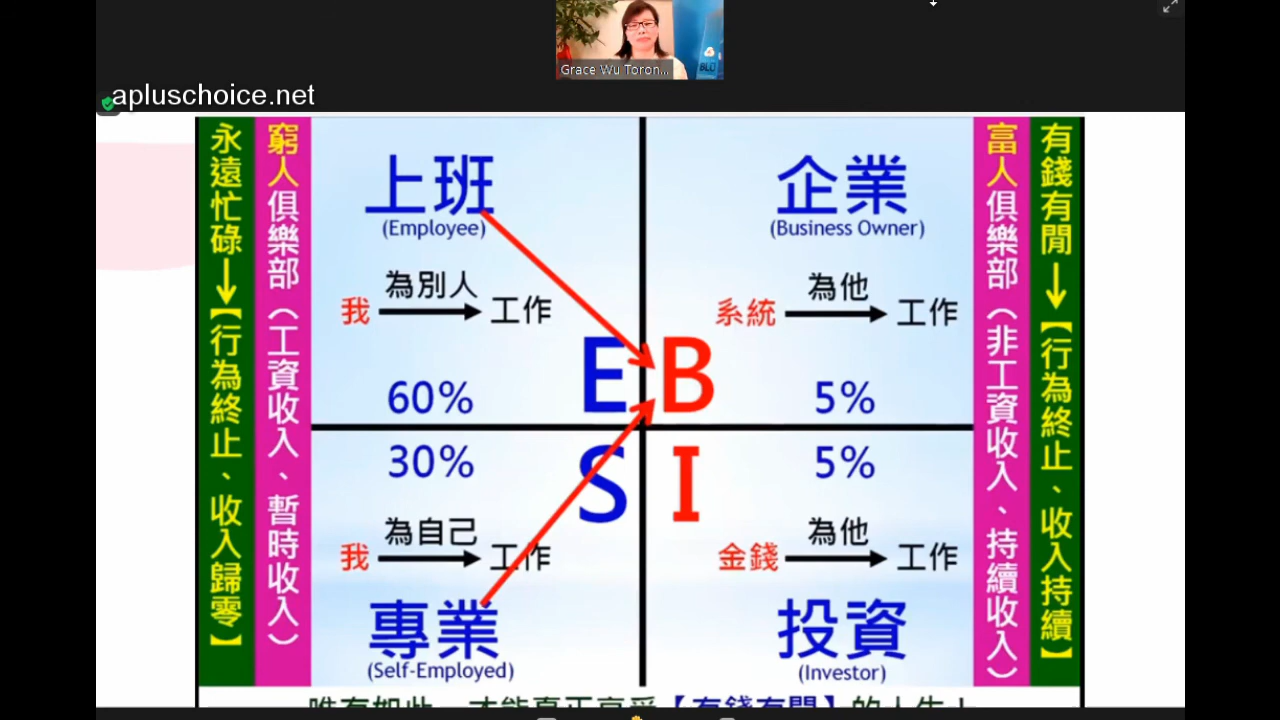 Grace Wu Toron...
apluschoice.net
永遠忙碌→【行為終止、收入歸零】
窮人俱樂部（工資收入、暫時收入）
上班
(Employee)
我 為別人 工作
60%
E
企業
(Business Owner)
系統 為他 工作
5%
B
30%
S
我 為自己 工作
專業
(Self-Employed)
5%
I
金錢 為他 工作
投資
(Investor)
富人俱樂部（非工資收入、持續收入）
有錢有閒→【行為終止、收入持續】